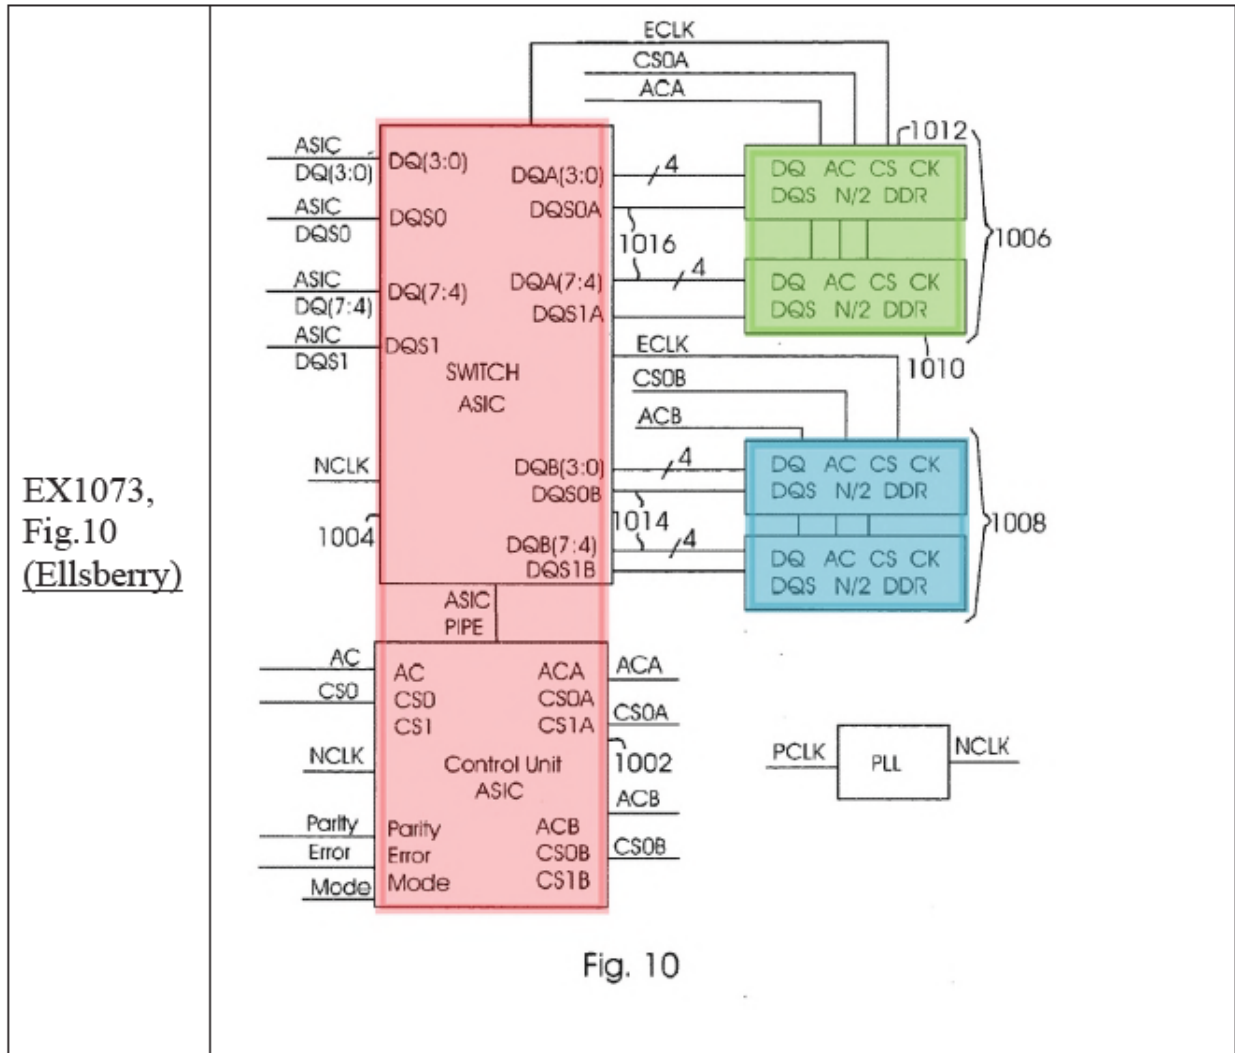 EX1073,
Fig.10
(Ellsberry)
ECLK
CS0A
ACA
1012
ASIC
DQ(3:0)
ASIC
DQS0
ASIC
DQ(7:4)
ASIC
DQS1
NCLK
1004
DQ(3:0)
DQS0
DQ(7:4)
DQS1
SWITCH
ASIC
DQA(3:0)
DQS0A
DQA(7:4)
DQS1A
DQB(3:0)
DQS0B
DQB(7:4)
DQS1B
4
1016
4
DQ AC CS CK
DQS N/2 DDR
DQ AC CS CK
DQS N/2 DDR
1006
1010
ECLK
CS0B
ACB
4
1014
4
DQ AC CS CK
DQS N/2 DDR
DQ AC CS CK
DQS N/2 DDR
1008
ASIC
PIPE
AC
CS0
NCLK
Parity
Error
Mode
AC
CS0
CS1
ACA
CS0A
CS1A
Control Unit
ASIC
Parity
Error
Mode
ACB
CS0B
CS1B
ACA
CS0A
1002
ACB
CS0B
PCLK
PLL
NCLK
Fig. 10